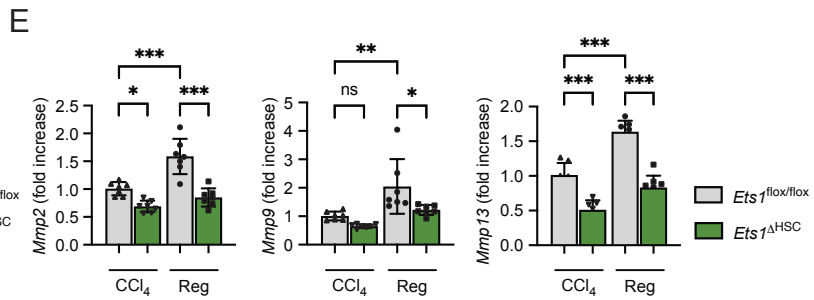 E
***
* ***
Mmp2 (fold increase)
2.5
2.0
1.5
1.0
0.5
0.0
CCl₄ Reg
**
ns *
Mmp9 (fold increase)
5
4
3
2
1
0
CCl₄ Reg
***
*** ***
Mmp13 (fold increase)
2.0
1.5
1.0
0.5
0.0
CCl₄ Reg
Ets1flox/flox
Ets1ΔHSC
flox
SC